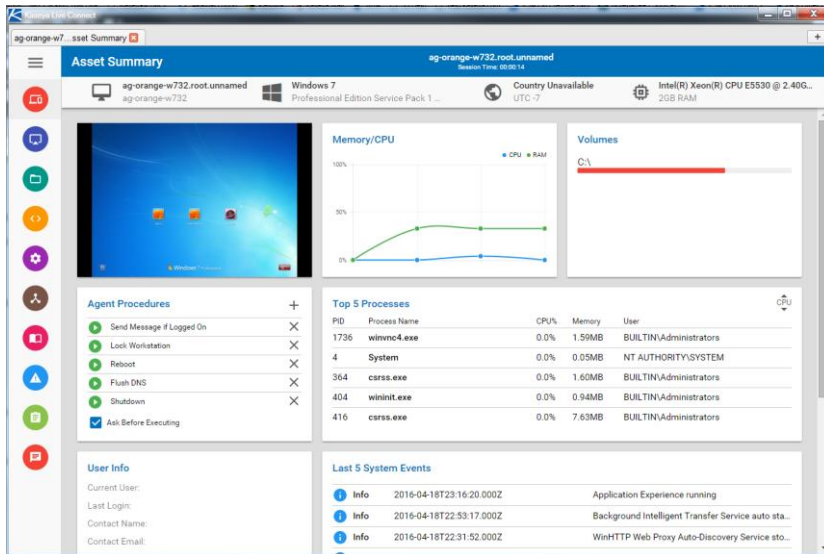 Kaseya Live Connect
ag-orange-w7...sset Summary
Asset Summary
ag-orange-w732.root.unnamed
Session Time: 00:00:14
ag-orange-w732.root.unnamed
ag-orange-w732
Windows 7
Professional Edition Service Pack 1 ...
Country Unavailable
UTC -7
Intel(R) Xeon(R) CPU E5530 @ 2.40G...
2GB RAM
Memory/CPU
CPU
RAM
100%
50%
0%
Volumes
C:\
Agent Procedures
Send Message if Logged On
Lock Workstation
Reboot
Flush DNS
Shutdown
Ask Before Executing
Top 5 Processes
CPU
PID Process Name CPU% Memory User
1736 winvnc4.exe 0.0% 1.59MB BUILTIN\Administrators
4 System 0.0% 0.05MB NT AUTHORITY\SYSTEM
364 csrss.exe 0.0% 1.60MB BUILTIN\Administrators
404 wininit.exe 0.0% 0.94MB BUILTIN\Administrators
416 csrss.exe 0.0% 7.63MB BUILTIN\Administrators
User Info
Current User:
Last Login:
Contact Name:
Contact Email:
Last 5 System Events
Info 2016-04-18T23:16:20.000Z Application Experience running
Info 2016-04-18T22:53:17.000Z Background Intelligent Transfer Service auto sta...
Info 2016-04-18T22:31:52.000Z WinHTTP Web Proxy Auto-Discovery Service sto...